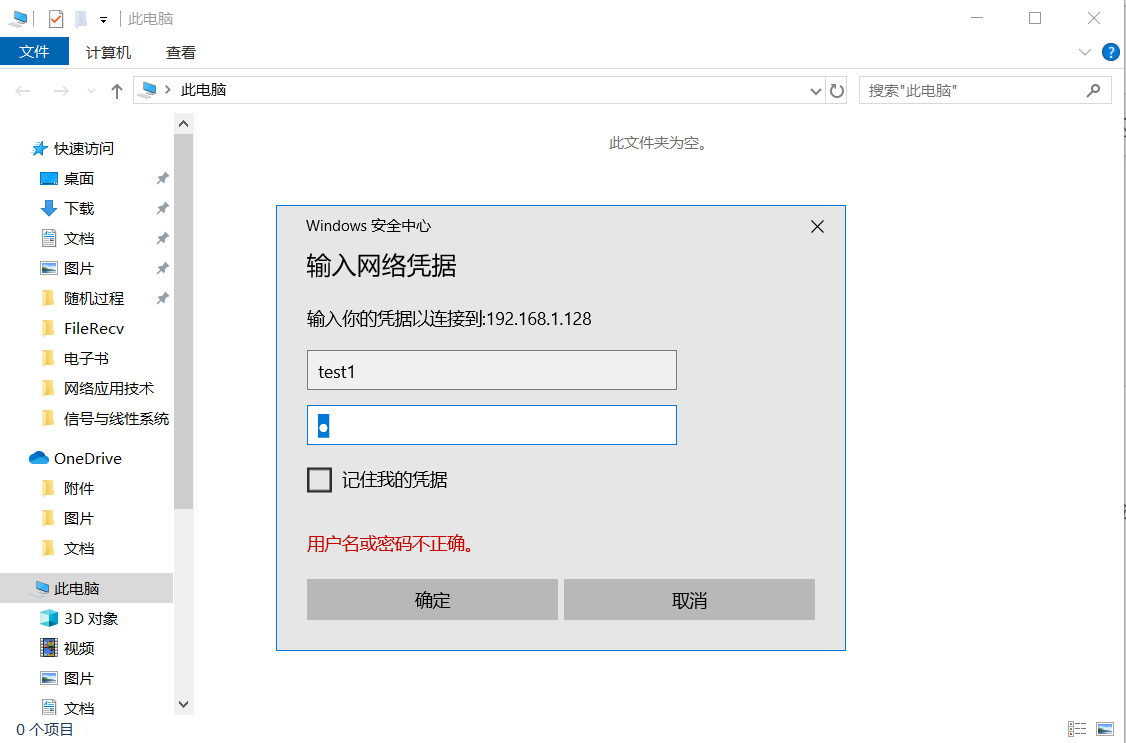 此电脑
文件 计算机 查看
此电脑
搜索"此电脑"
快速访问
桌面
下载
文档
图片
随机过程
FileRecv
电子书
网络应用技术
信号与线性系统
OneDrive
附件
图片
文档
此电脑
3D 对象
视频
图片
文档
0 个项目
此文件夹为空。
Windows 安全中心
输入网络凭据
输入你的凭据以连接到:192.168.1.128
test1
记住我的凭据
用户名或密码不正确。
确定 取消